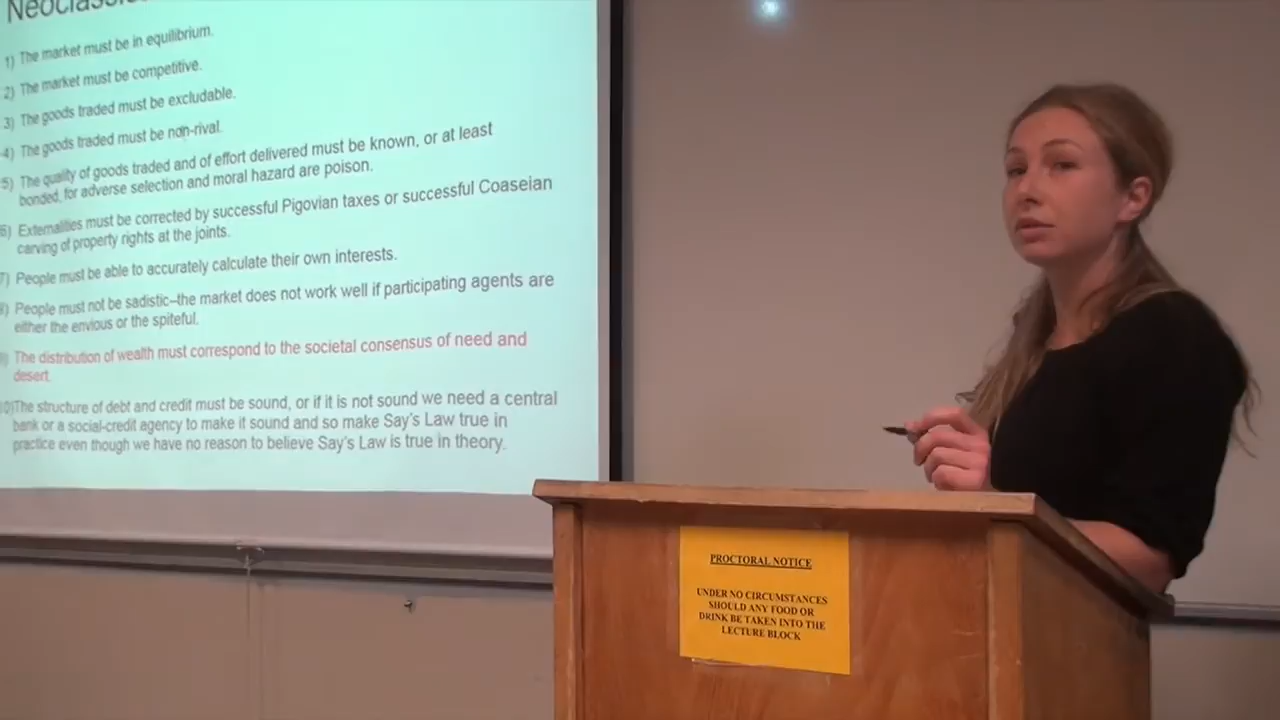 1) The market must be in equilibrium.
2) The market must be competitive.
3) The goods traded must be excludable.
4) The goods traded must be non-rival.
5) The quality of goods traded and of effort delivered must be known, or at least
bonded, for adverse selection and moral hazard are poison.
6) Externalities must be corrected by successful Pigovian taxes or successful Coaseian
carving of property rights at the joints.
7) People must be able to accurately calculate their own interests.
) People must not be sadistic–the market does not work well if participating agents are
either the envious or the spiteful.
) The distribution of wealth must correspond to the societal consensus of need and
desert.
0)The structure of debt and credit must be sound, or if it is not sound we need a central
bank or a social-credit agency to make it sound and so make Say's Law true in
practice even though we have no reason to believe Say's Law is true in theory.
PROCTORAL NOTICE
UNDER NO CIRCUMSTANCES
SHOULD ANY FOOD OR
DRINK BE TAKEN INTO THE
LECTURE BLOCK